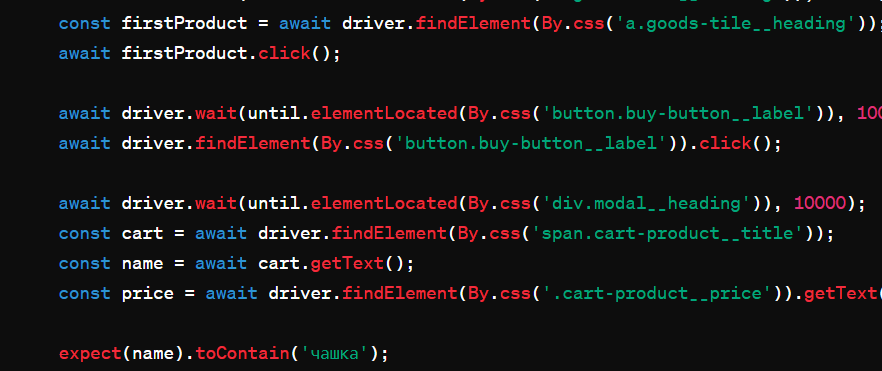 const firstProduct = await driver.findElement(By.css('a.goods-tile__heading'));
await firstProduct.click();
await driver.wait(until.elementLocated(By.css('button.buy-button__label')), 100
await driver.findElement(By.css('button.buy-button__label')).click();
await driver.wait(until.elementLocated(By.css('div.modal__heading')), 10000);
const cart = await driver.findElement(By.css('span.cart-product__title'));
const name = await cart.getText();
const price = await driver.findElement(By.css('.cart-product__price')).getText(
expect(name).toContain('чашка');